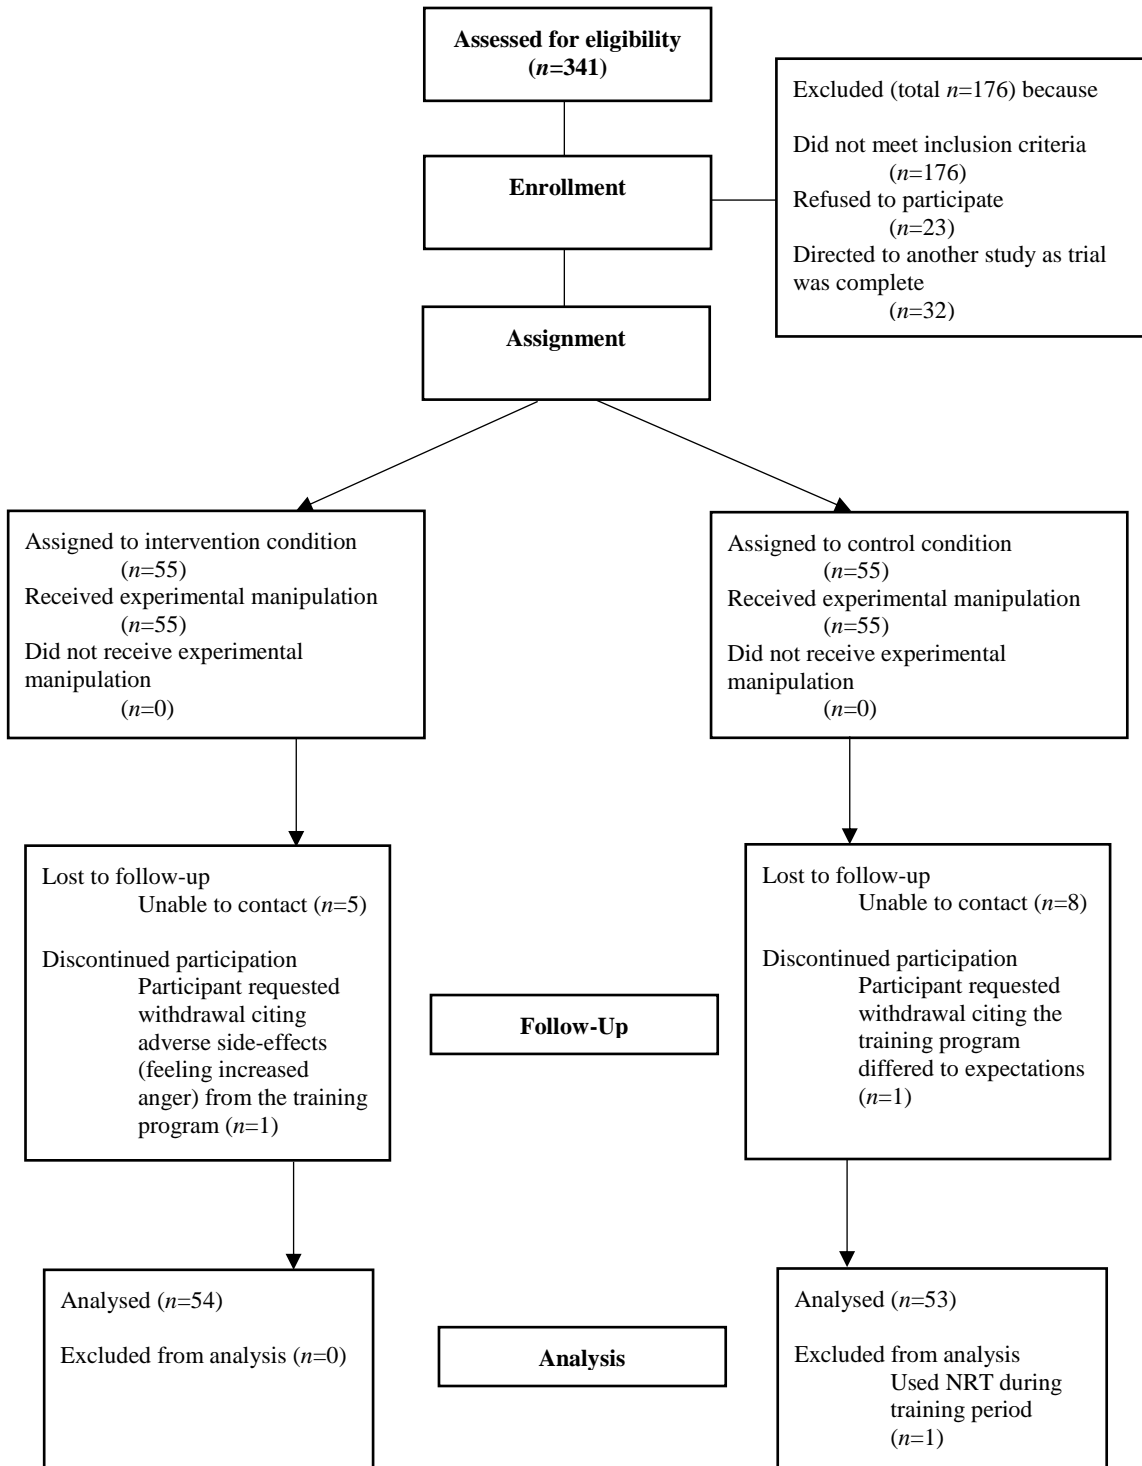 Assessed for eligibility
(n=341)
Excluded (total n=176) because
Did not meet inclusion criteria
(n=176)
Refused to participate
(n=23)
Directed to another study as trial
was complete
(n=32)
Enrollment
Assignment
Assigned to intervention condition
(n=55)
Received experimental manipulation
(n=55)
Did not receive experimental
manipulation
(n=0)
Assigned to control condition
(n=55)
Received experimental manipulation
(n=55)
Did not receive experimental
manipulation
(n=0)
Lost to follow-up
Unable to contact (n=5)
Discontinued participation
Participant requested
withdrawal citing
adverse side-effects
(feeling increased
anger) from the training
program (n=1)
Follow-Up
Lost to follow-up
Unable to contact (n=8)
Discontinued participation
Participant requested
withdrawal citing the
training program
differed to expectations
(n=1)
Analysed (n=54)
Excluded from analysis (n=0)
Analysis
Analysed (n=53)
Excluded from analysis
Used NRT during
training period
(n=1)